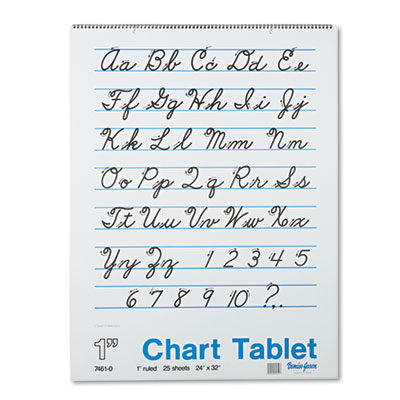 Aa Bb Cc Dd Ee
Ff Gg Hh Ii Jj
Kk Ll Mm Nn
Oo Pp Qq Rr Ss
Tt Uu Vv Ww Xx
Yy Zz 1 2 3 4 5
6 7 8 9 10 ?.
1” Chart Tablet
7461-0 1" ruled 25 sheets 24" x 32"